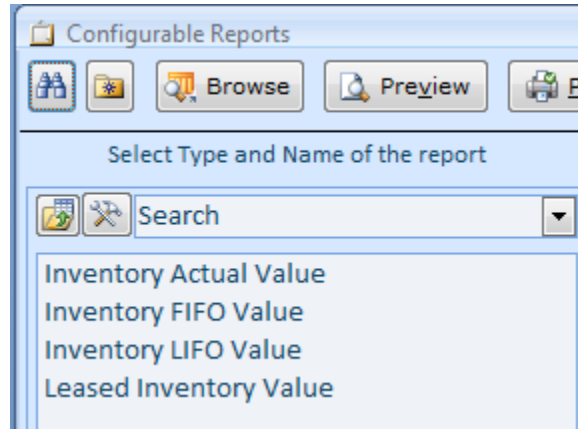 Configurable Reports
Browse Preview P
Select Type and Name of the report
Search
Inventory Actual Value
Inventory FIFO Value
Inventory LIFO Value
Leased Inventory Value